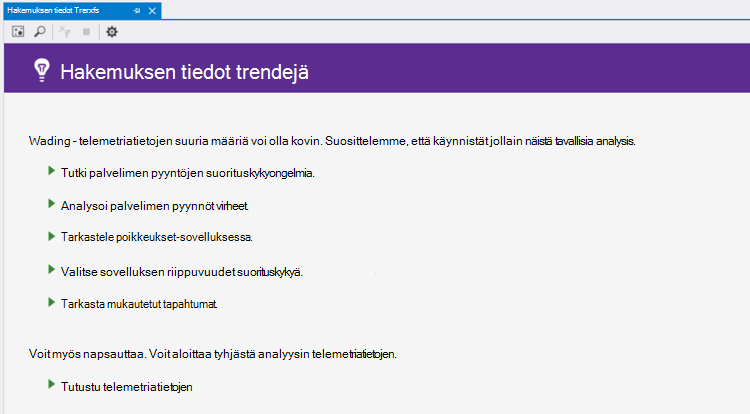 Hakemuksen tiedot Trerxfs
Hakemuksen tiedot trendejä
Wading - telemetriatietojen suuria määriä voi olla kovin. Suosittelemme, että käynnistät jollain näistä tavallisia analysis.
Tutki palvelimen pyyntöjen suorituskykyongelmia.
Analysoi palvelimen pyynnöt virheet.
Tarkastele poikkeukset-sovelluksessa.
Valitse sovelluksen riippuvuudet suorituskykyä.
Tarkasta mukautetut tapahtumat.
Voit myös napsauttaa. Voit aloittaa tyhjästä analyysin telemetriatietojen.
Tutustu telemetriatietojen